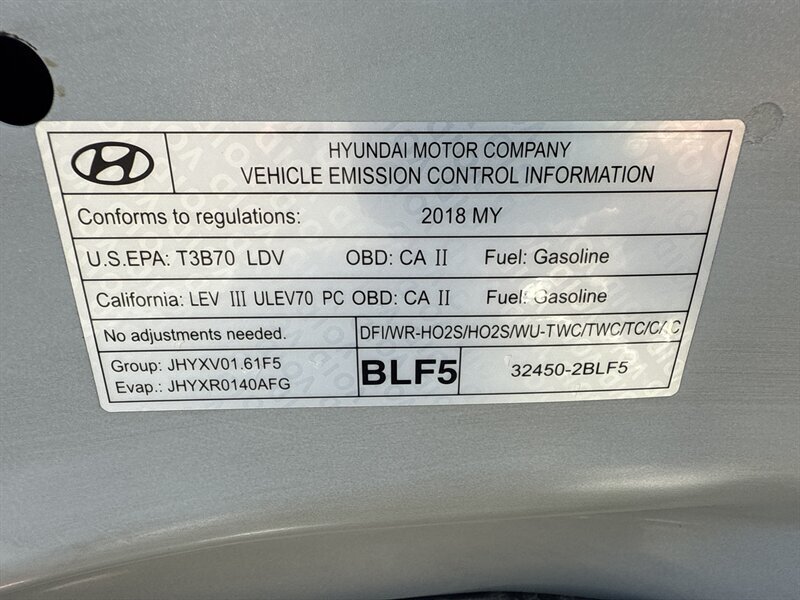 HYUNDAI MOTOR COMPANY
VEHICLE EMISSION CONTROL INFORMATION
Conforms to regulations: 2018 MY
U.S.EPA: T3B70 LDV OBD: CA II Fuel: Gasoline
California: LEV III ULEV70 PC OBD: CA II Fuel: Gasoline
No adjustments needed. DFI/WR-HO2S/HO2S/WU-TWC/TWC/TC/CAC
Group: JHYXV01.61F5
Evap.: JHYXR0140AFG
BLF5
32450-2BLF5